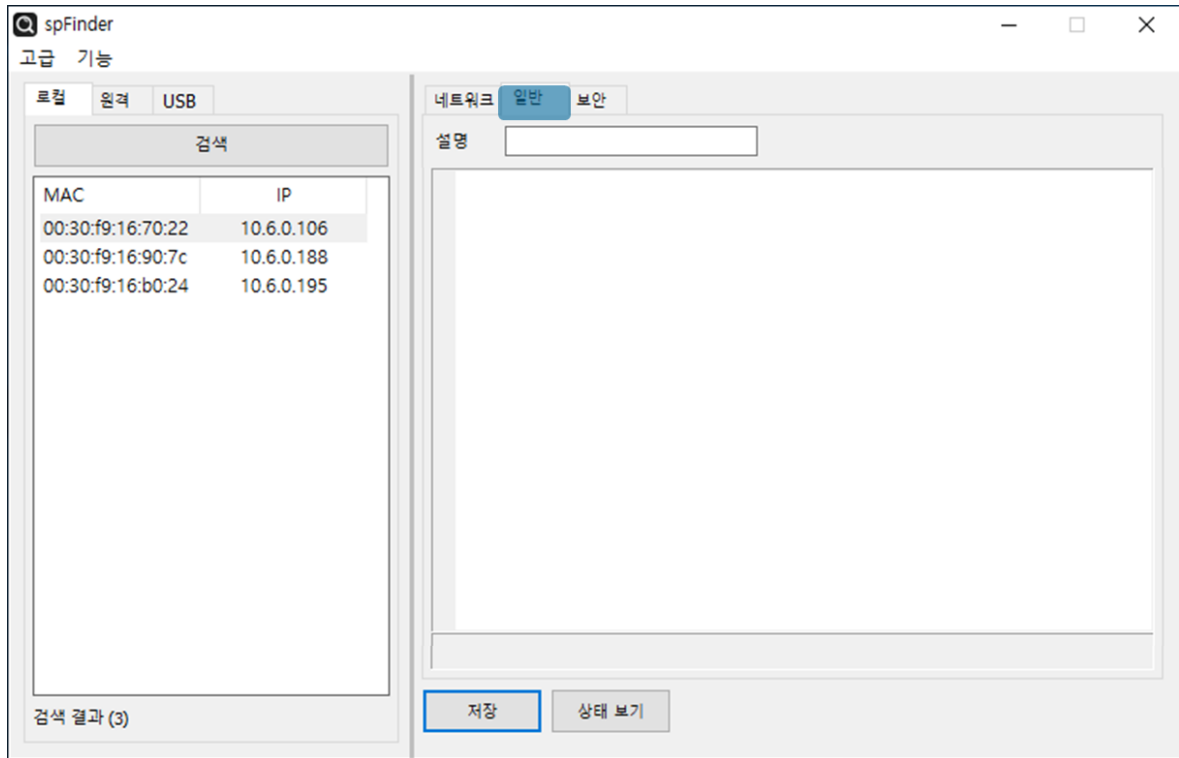 spFinder
고급 기능
로컬 원격 USB
검색
MAC IP
00:30:f9:16:70:22 10.6.0.106
00:30:f9:16:90:7c 10.6.0.188
00:30:f9:16:b0:24 10.6.0.195
검색 결과 (3)
네트워크 일반 보안
설명
저장 상태 보기